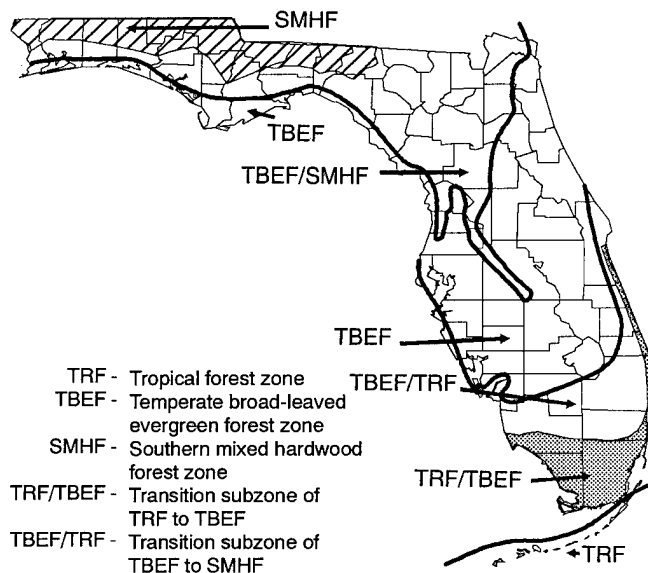 SMHF
TBEF
TBEF/SMHF
TBEF
TBEF/TRF
TRF/TBEF
TRF
TRF - Tropical forest zone
TBEF - Temperate broad-leaved
evergreen forest zone
SMHF - Southern mixed hardwood
forest zone
TRF/TBEF - Transition subzone of
TRF to TBEF
TBEF/TRF - Transition subzone of
TBEF to SMHF